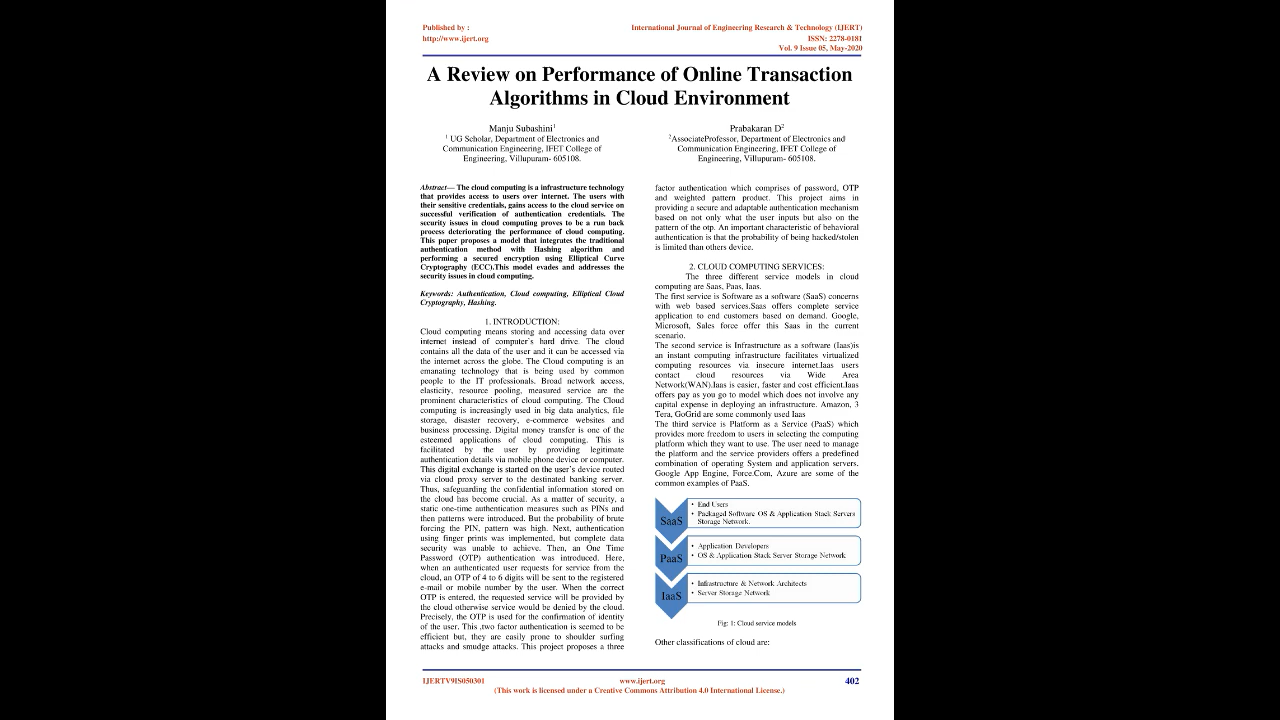 Published by :
http://www.ijert.org
International Journal of Engineering Research & Technology (IJERT)
ISSN: 2278-0181
Vol. 9 Issue 05, May-2020
A Review on Performance of Online Transaction
Algorithms in Cloud Environment
Manju Subashini1
1 UG Scholar, Department of Electronics and
Communication Engineering, IFET College of
Engineering, Villupuram- 605108.
Prabakaran D2
2AssociateProfessor, Department of Electronics and
Communication Engineering, IFET College of
Engineering, Villupuram- 605108.
Abstract— The cloud computing is a infrastructure technology
that provides access to users over internet. The users with
their sensitive credentials, gains access to the cloud service on
successful verification of authentication credentials. The
security issues in cloud computing proves to be a run back
process deteriorating the performance of cloud computing.
This paper proposes a model that integrates the traditional
authentication method with Hashing algorithm and
performing a secured encryption using Elliptical Curve
Cryptography (ECC).This model evades and addresses the
security issues in cloud computing.
Keywords: Authentication, Cloud computing, Elliptical Cloud
Cryptography, Hashing.
1. INTRODUCTION:
Cloud computing means storing and accessing data over
internet instead of computer's hard drive. The cloud
contains all the data of the user and it can be accessed via
the internet across the globe. The Cloud computing is an
emanating technology that is being used by common
people to the IT professionals. Broad network access,
elasticity, resource pooling, measured service are the
prominent characteristics of cloud computing. The Cloud
computing is increasingly used in big data analytics, file
storage, disaster recovery, e-commerce websites and
business processing. Digital money transfer is one of the
esteemed applications of cloud computing. This is
facilitated by the user by providing legitimate
authentication details via mobile phone device or computer.
This digital exchange is started on the user's device routed
via cloud proxy server to the destinated banking server.
Thus, safeguarding the confidential information stored on
the cloud has become crucial. As a matter of security, a
static one-time authentication measures such as PINs and
then patterns were introduced. But the probability of brute
forcing the PIN, pattern was high. Next, authentication
using finger prints was implemented, but complete data
security was unable to achieve. Then, an One Time
Password (OTP) authentication was introduced. Here,
when an authenticated user requests for service from the
cloud, an OTP of 4 to 6 digits will be sent to the registered
e-mail or mobile number by the user. When the correct
OTP is entered, the requested service will be provided by
the cloud otherwise service would be denied by the cloud.
Precisely, the OTP is used for the confirmation of identity
of the user. This ,two factor authentication is seemed to be
efficient but, they are easily prone to shoulder surfing
attacks and smudge attacks. This project proposes a three
factor authentication which comprises of password, OTP
and weighted pattern product. This project aims in
providing a secure and adaptable authentication mechanism
based on not only what the user inputs but also on the
pattern of the otp. An important characteristic of behavioral
authentication is that the probability of being hacked/stolen
is limited than others device.
2. CLOUD COMPUTING SERVICES:
The three different service models in cloud
computing are Saas, Paas, Iaas.
The first service is Software as a software (SaaS) concerns
with web based services.Saas offers complete service
application to end customers based on demand. Google,
Microsoft, Sales force offer this Saas in the current
scenario.
The second service is Infrastructure as a software (Iaas)is
an instant computing infrastructure facilitates virtualized
computing resources via insecure internet.Iaas users
contact cloud resources via Wide Area
Network(WAN).Iaas is easier, faster and cost efficient.Iaas
offers pay as you go to model which does not involve any
capital expense in deploying an infrastructure. Amazon, 3
Tera, GoGrid are some commonly used Iaas
The third service is Platform as a Service (PaaS) which
provides more freedom to users in selecting the computing
platform which they want to use. The user need to manage
the platform and the service providers offers a predefined
combination of operating System and application servers.
Google App Engine, Force.Com, Azure are some of the
common examples of PaaS.
SaaS
• End Users
• Packaged Software OS & Application Stack Servers
Storage Network.
PaaS
• Application Developers
• OS & Application Stack Server Storage Network
IaaS
• Infrastructure & Network Architects
• Server Storage Network
Fig: 1: Cloud service models
Other classifications of cloud are:
IJERTV9IS050301
www.ijert.org
402
(This work is licensed under a Creative Commons Attribution 4.0 International License.)